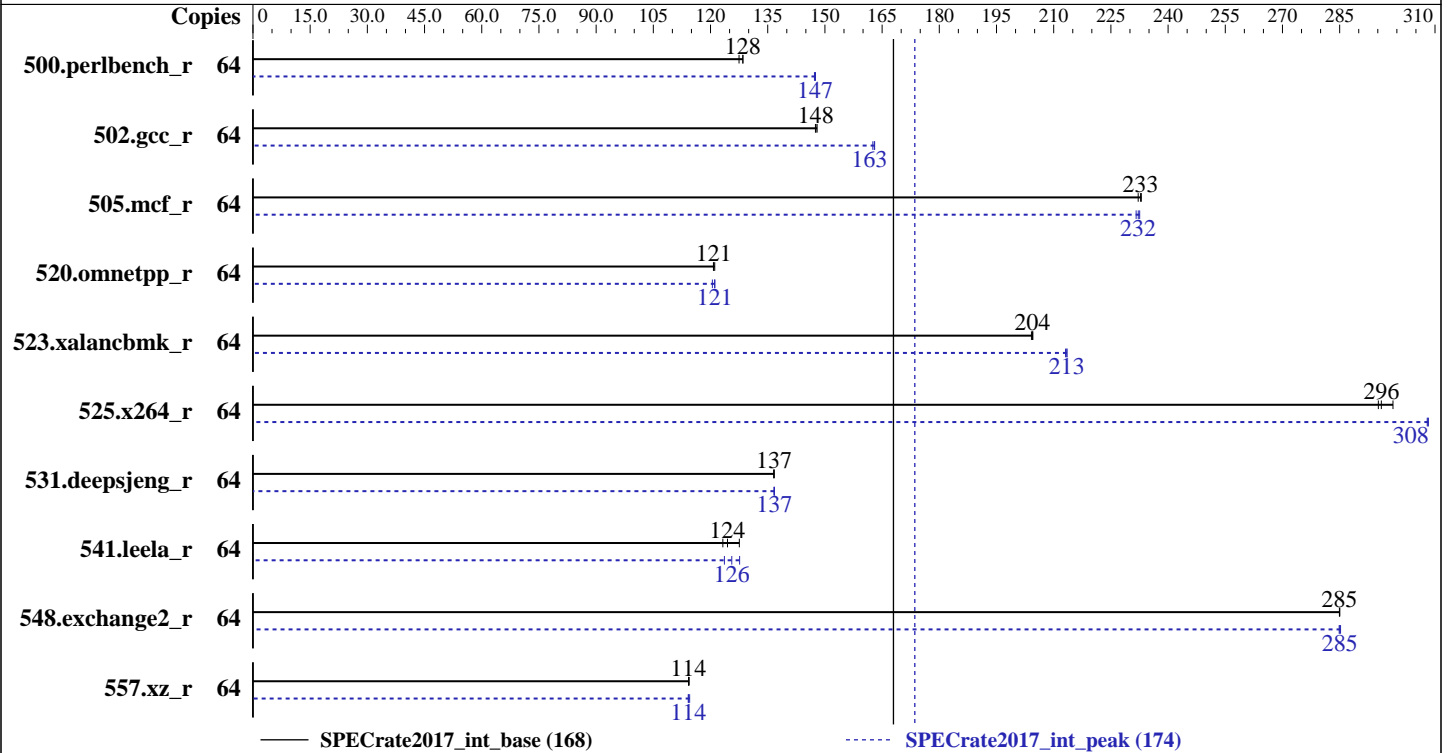 Copies 0 15.0 30.0 45.0 60.0 75.0 90.0 105 120 135 150 165 180 195 210 225 240 255 270 285 310
128
500.perlbench_r 64
147
148
502.gcc_r 64
163
233
505.mcf_r 64
232
121
520.omnetpp_r 64
121
204
523.xalancbmk_r 64
213
296
525.x264_r 64
308
137
531.deepsjeng_r 64
137
124
541.leela_r 64
126
285
548.exchange2_r 64
285
114
557.xz_r 64
114
SPECrate2017_int_base (168) SPECrate2017_int_peak (174)